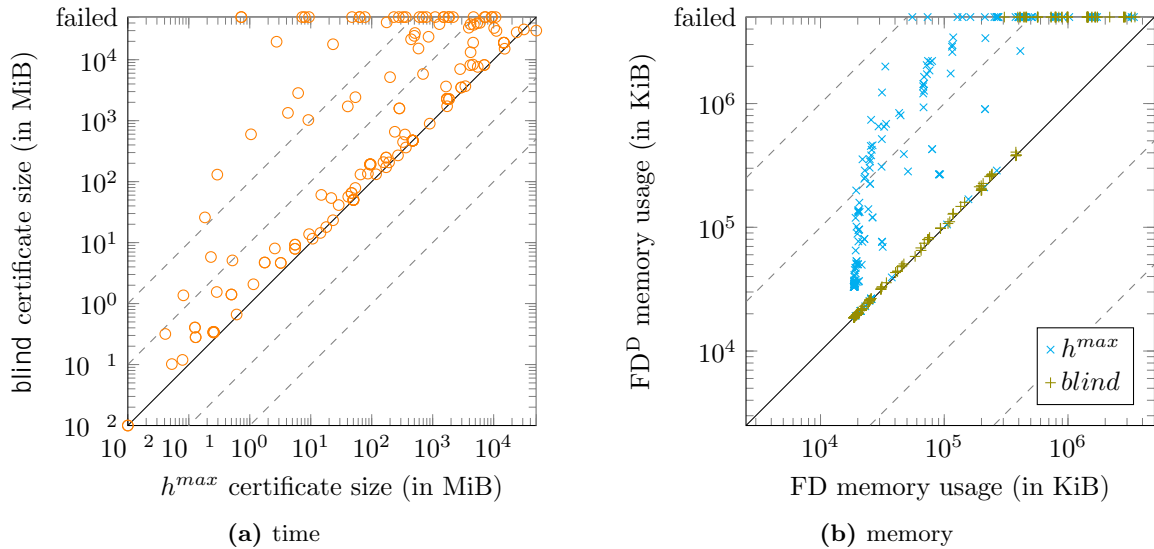 failed
10^4
10^3
10^2
10^1
10^0
10 1
10 2
blind certificate size (in MiB)
10 2 10 1 10^0 10^1 10^2 10^3 10^4
h^max certificate size (in MiB)
(a) time
failed
10^6
10^5
10^4
FD^D memory usage (in KiB)
h^max
blind
10^4 10^5 10^6
FD memory usage (in KiB)
(b) memory